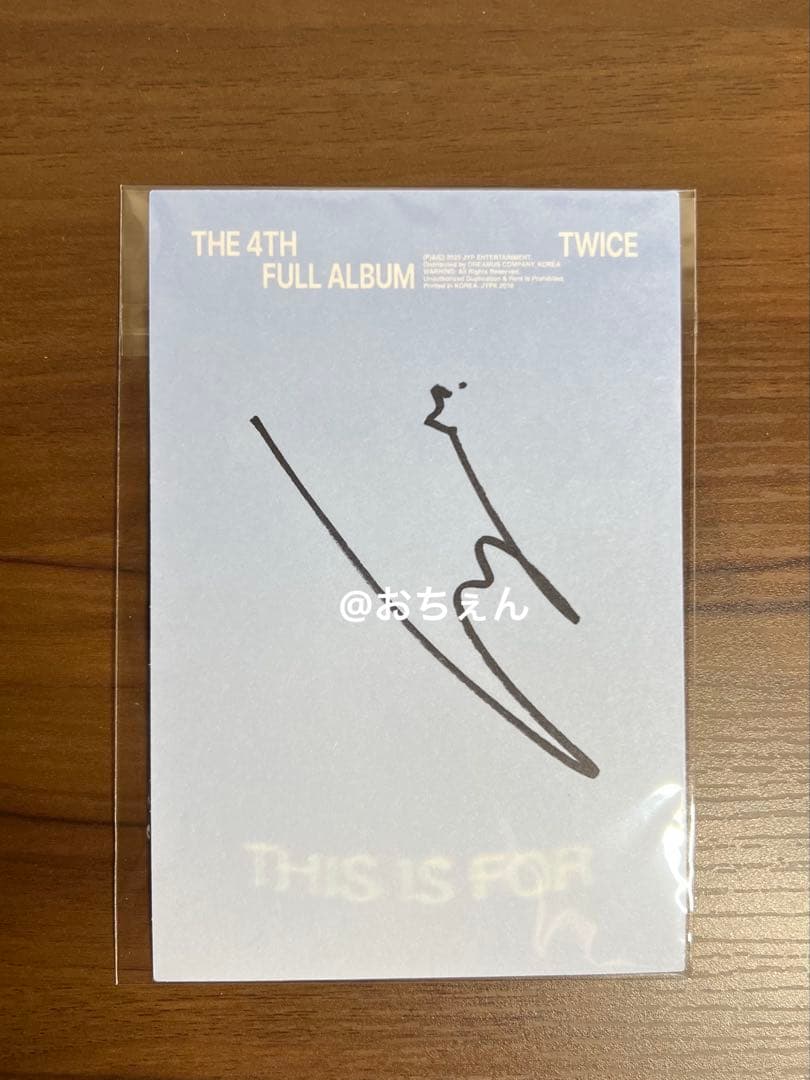 THE 4TH
FULL ALBUM
TWICE
(P)&(C) 2025 JYP ENTERTAINMENT.
Distributed by DREAMUS COMPANY, KOREA
WARNING: All Rights Reserved.
Unauthorized Duplication & Rent is Prohibited.
Printed in KOREA.
@おちぇん
THIS IS FOR